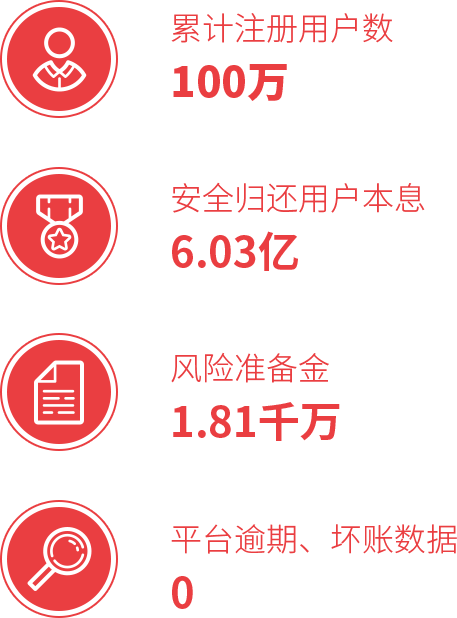 累计注册用户数
100万
安全归还用户本息
6.03亿
风险准备金
1.81千万
平台逾期、坏账数据
0